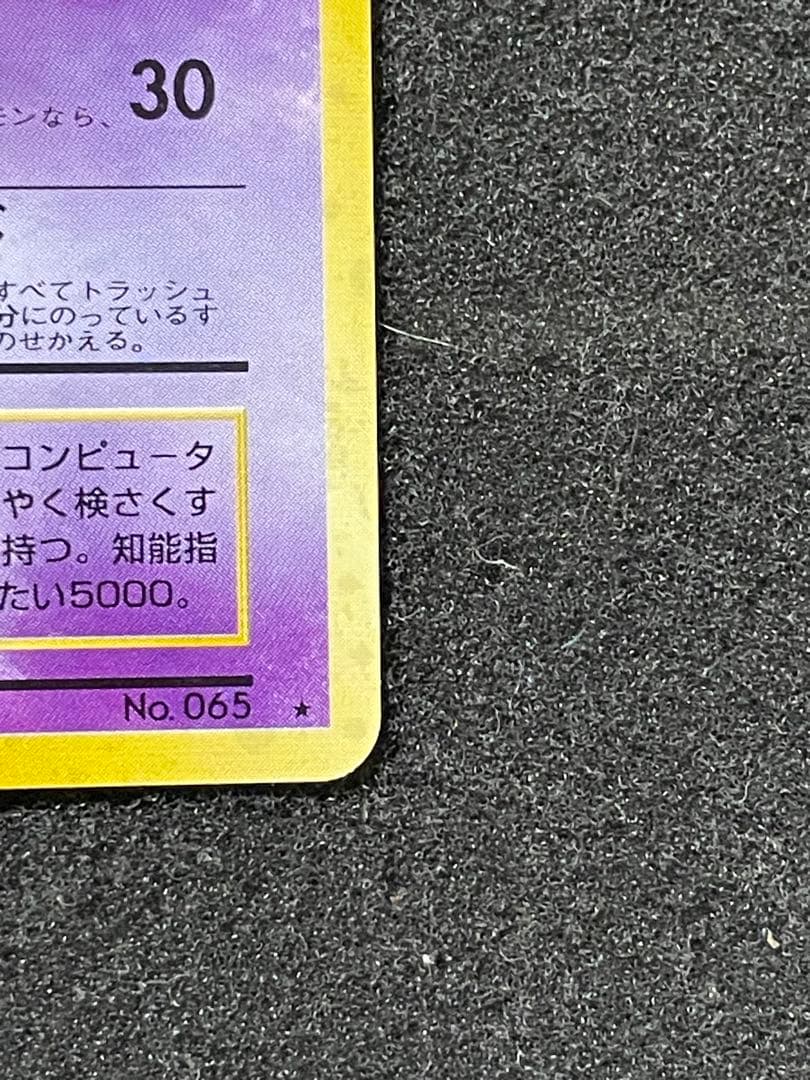 30
モンなら、
すべてトラッシュ
分にのっているす
のせかえる。
コンピュータ
やく検さくす
持つ。知能指
たい5000。
No. 065 ★